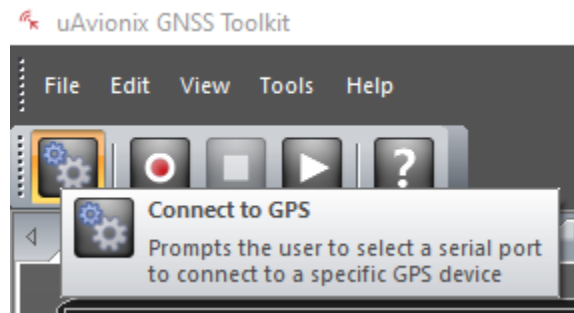 uAvionix GNSS Toolkit
File Edit View Tools Help
?
Connect to GPS
Prompts the user to select a serial port
to connect to a specific GPS device